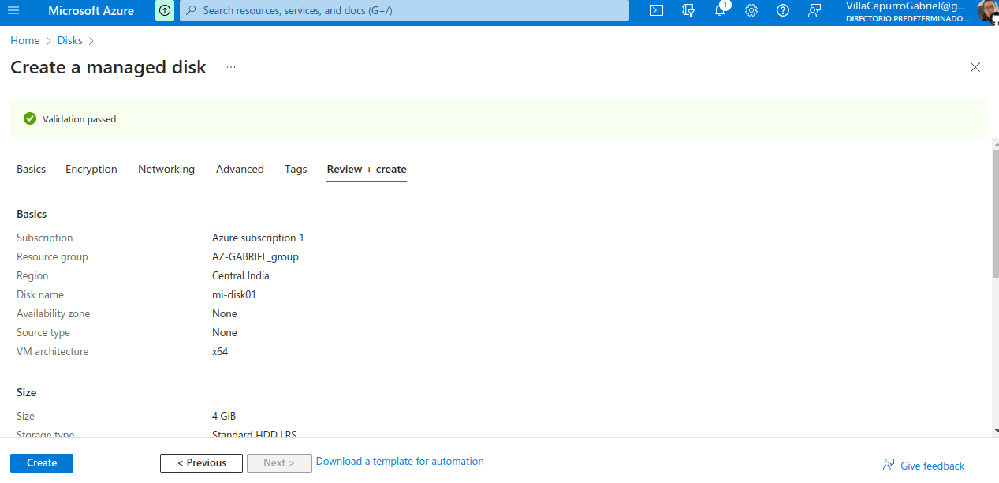 Microsoft Azure
Search resources, services, and docs (G+/)
1
VillaCapurroGabriel@g...
DIRECTORIO PREDETERMINADO ...
Home > Disks >
Create a managed disk ...
Validation passed
Basics Encryption Networking Advanced Tags Review + create
Basics
Subscription Azure subscription 1
Resource group AZ-GABRIEL_group
Region Central India
Disk name mi-disk01
Availability zone None
Source type None
VM architecture x64
Size
Size 4 GiB
Storage type Standard HDD LRS
Create < Previous Next > Download a template for automation Give feedback